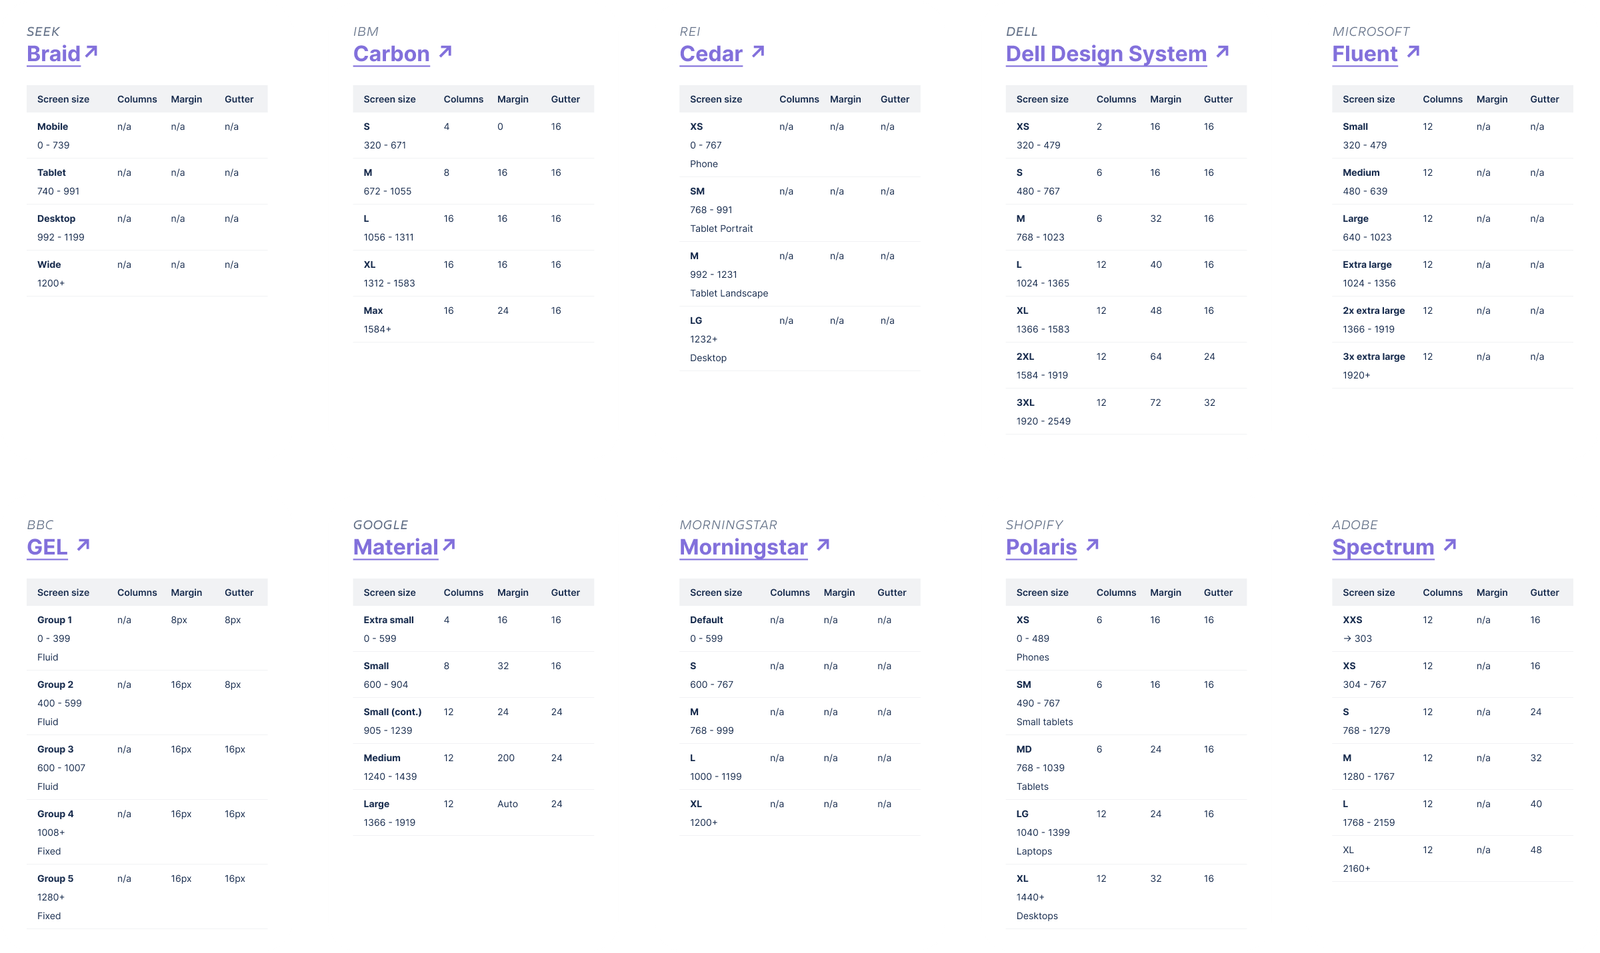 SEEK
Braid↗
Screen size Columns Margin Gutter
Mobile n/a n/a n/a
0 - 739
Tablet n/a n/a n/a
740 - 991
Desktop n/a n/a n/a
992 - 1199
Wide n/a n/a n/a
1200+
IBM
Carbon ↗
Screen size Columns Margin Gutter
S 4 0 16
320 - 671
M 8 16 16
672 - 1055
L 16 16 16
1056 - 1311
XL 16 16 16
1312 - 1583
Max 16 24 16
1584+
REI
Cedar ↗
Screen size Columns Margin Gutter
XS n/a n/a n/a
0 - 767
Phone
SM n/a n/a n/a
768 - 991
Tablet Portrait
M n/a n/a n/a
992 - 1231
Tablet Landscape
LG n/a n/a n/a
1232+
Desktop
DELL
Dell Design System ↗
Screen size Columns Margin Gutter
XS 2 16 16
320 - 479
S 6 16 16
480 - 767
M 6 32 16
768 - 1023
L 12 40 16
1024 - 1365
XL 12 48 16
1366 - 1583
2XL 12 64 24
1584 - 1919
3XL 12 72 32
1920 - 2549
MICROSOFT
Fluent ↗
Screen size Columns Margin Gutter
Small 12 n/a n/a
320 - 479
Medium 12 n/a n/a
480 - 639
Large 12 n/a n/a
640 - 1023
Extra large 12 n/a n/a
1024 - 1356
2x extra large 12 n/a n/a
1366 - 1919
3x extra large 12 n/a n/a
1920+
BBC
GEL ↗
Screen size Columns Margin Gutter
Group 1 n/a 8px 8px
0 - 399
Fluid
Group 2 n/a 16px 8px
400 - 599
Fluid
Group 3 n/a 16px 16px
600 - 1007
Fluid
Group 4 n/a 16px 16px
1008+
Fixed
Group 5 n/a 16px 16px
1280+
Fixed
GOOGLE
Material↗
Screen size Columns Margin Gutter
Extra small 4 16 16
0 - 599
Small 8 32 16
600 - 904
Small (cont.) 12 24 24
905 - 1239
Medium 12 200 24
1240 - 1439
Large 12 Auto 24
1366 - 1919
MORNINGSTAR
Morningstar ↗
Screen size Columns Margin Gutter
Default n/a n/a n/a
0 - 599
S n/a n/a n/a
600 - 767
M n/a n/a n/a
768 - 999
L n/a n/a n/a
1000 - 1199
XL n/a n/a n/a
1200+
SHOPIFY
Polaris ↗
Screen size Columns Margin Gutter
XS 6 16 16
0 - 489
Phones
SM 6 16 16
490 - 767
Small tablets
MD 6 24 16
768 - 1039
Tablets
LG 12 24 16
1040 - 1399
Laptops
XL 12 32 16
1440+
Desktops
ADOBE
Spectrum ↗
Screen size Columns Margin Gutter
XXS 12 n/a 16
→ 303
XS 12 n/a 16
304 - 767
S 12 n/a 24
768 - 1279
M 12 n/a 32
1280 - 1767
L 12 n/a 40
1768 - 2159
XL 12 n/a 48
2160+